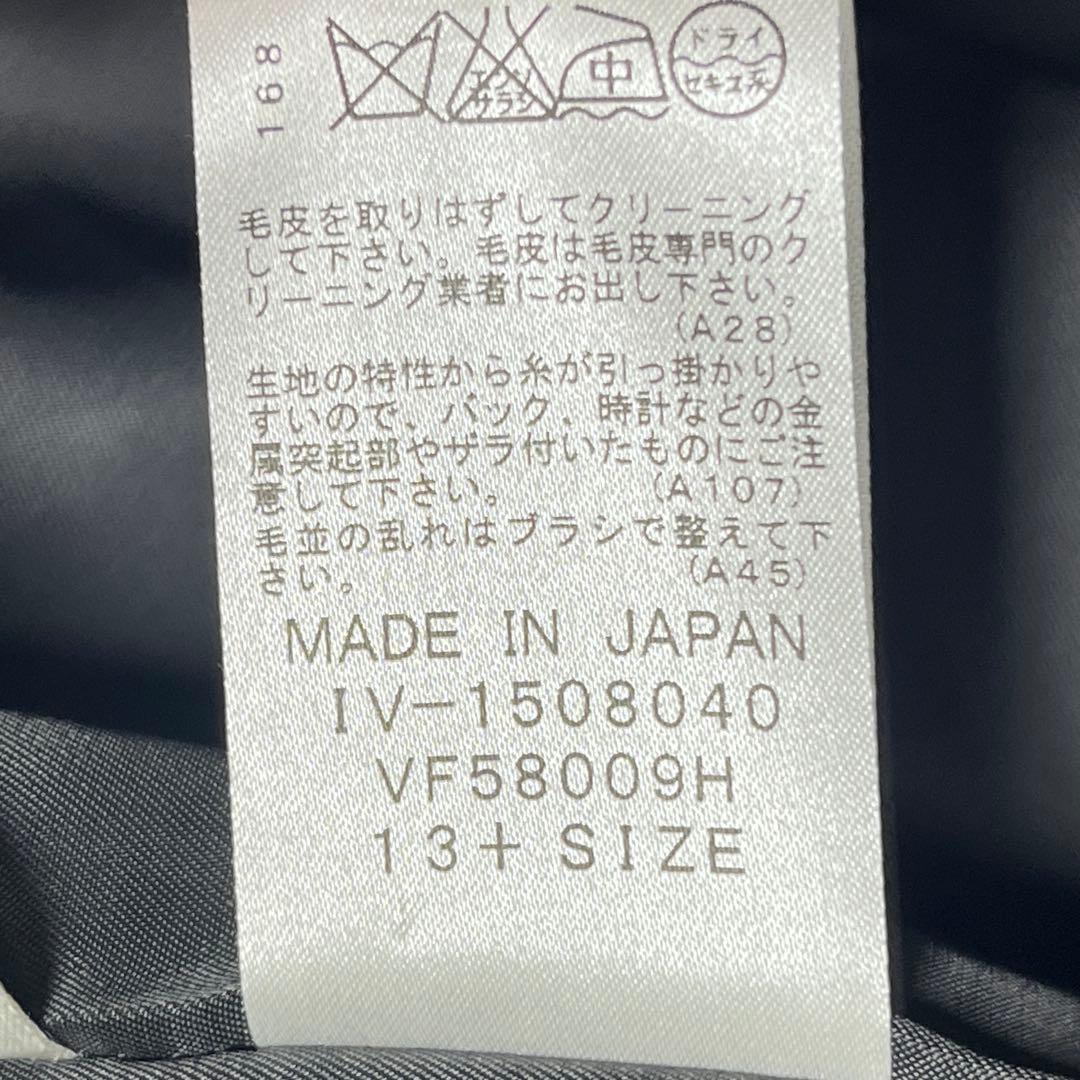 168
エンソ
サラシ
中
ドライ
セキユ系
毛皮を取りはずしてクリーニング
して下さい。毛皮は毛皮専門のク
リーニング業者にお出し下さい。
(A28)
生地の特性から糸が引っ掛かりや
すいので、バック、時計などの金
属突起部やザラ付いたものにご注
意して下さい。 (A107)
毛並の乱れはブラシで整えて下
さい。 (A45)
MADE IN JAPAN
IV-1508040
VF58009H
13+ SIZE